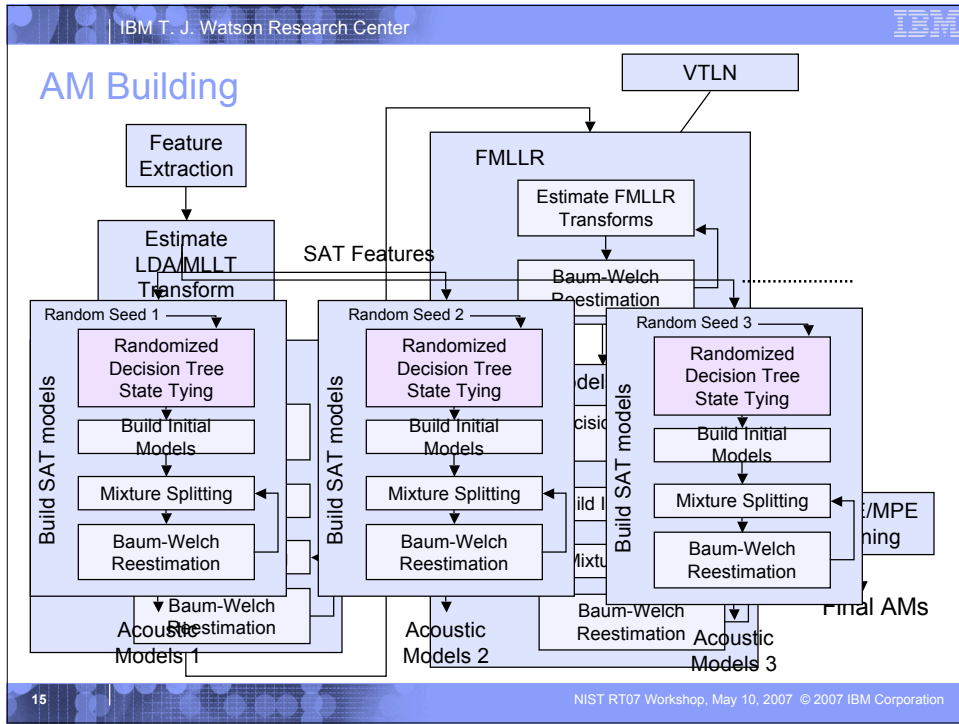 IBM T. J. Watson Research Center
IBM
AM Building
VTLN
Feature
Extraction
FMLLR
Estimate FMLLR
Transforms
Estimate
LDA/MLLT
Transform
SAT Features
Baum-Welch
Reestimation
Random Seed 1
Randomized
Decision Tree
State Tying
Build Initial
Models
Mixture Splitting
Baum-Welch
Reestimation
Build SAT models
Baum-Welch
Reestimation
Acoustic
Models 1
Random Seed 2
Randomized
Decision Tree
State Tying
Build Initial
Models
Mixture Splitting
Baum-Welch
Reestimation
Build SAT models
Acoustic
Models 2
Baum-Welch
Reestimation
Random Seed 3
Randomized
Decision Tree
State Tying
Build Initial
Models
Mixture Splitting
Baum-Welch
Reestimation
Build SAT models
Acoustic
Models 3
/MPE
Final AMs
15
NIST RT07 Workshop, May 10, 2007 © 2007 IBM Corporation